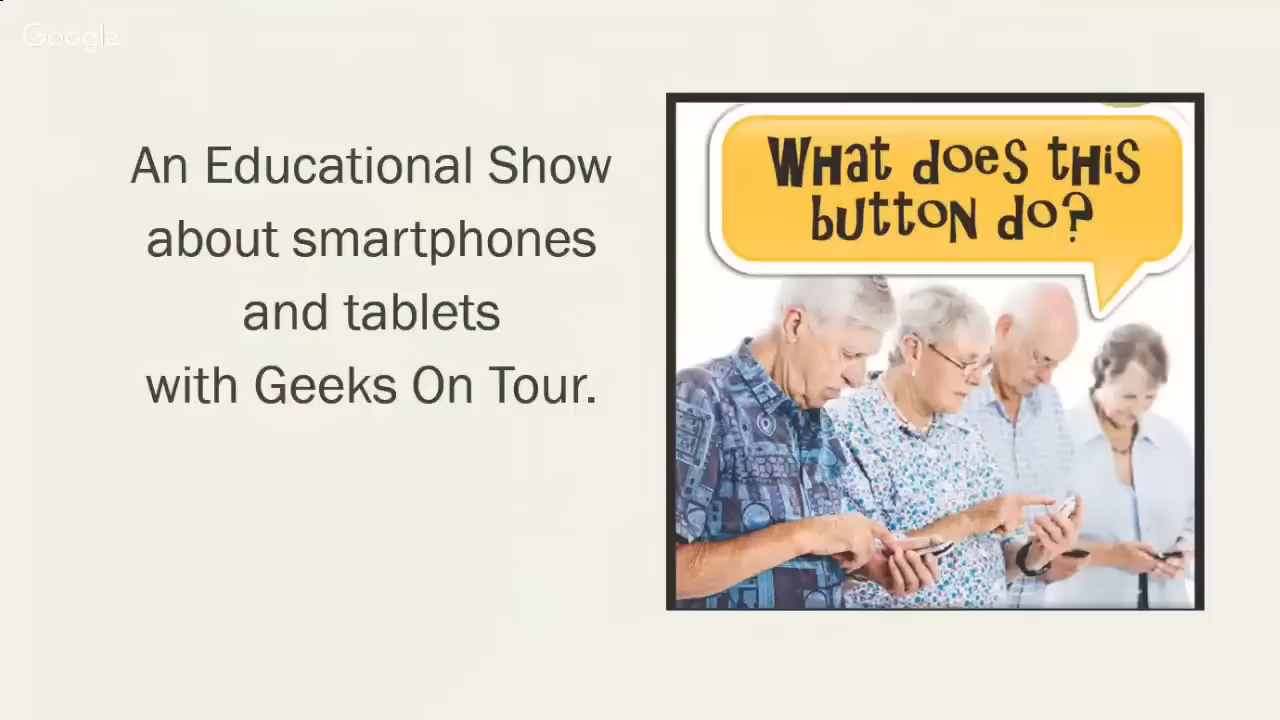 Google
An Educational Show
about smartphones
and tablets
with Geeks On Tour.
What does this
button do?